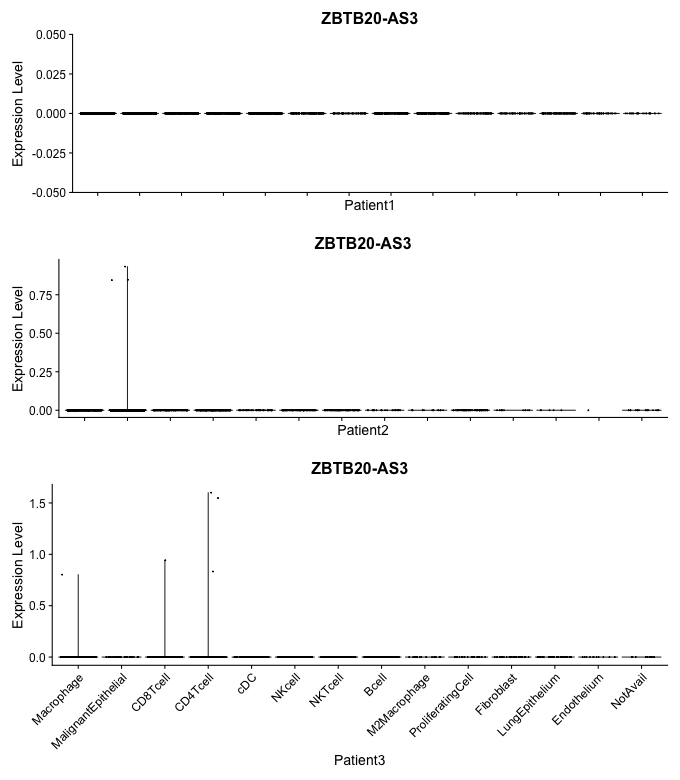 ZBTB20-AS3
Expression Level
0.050
0.025
0.000
-0.025
-0.050
Patient1
ZBTB20-AS3
Expression Level
0.75
0.50
0.25
0.00
Patient2
ZBTB20-AS3
Expression Level
1.5
1.0
0.5
0.0
Macrophage
MalignantEpithelial
CD8Tcell
CD4Tcell
cDC
NKcell
NKTcell
Bcell
M2Macrophage
ProliferatingCell
Fibroblast
LungEpithelium
Endothelium
NotAvail
Patient3